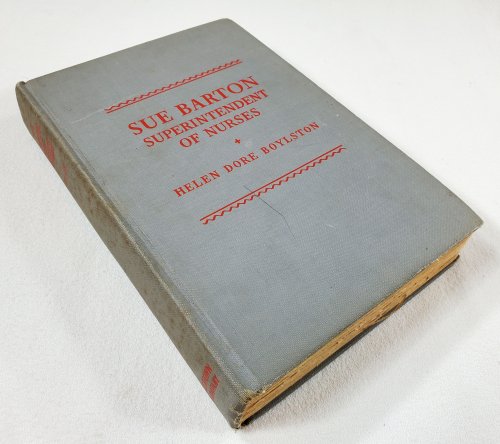 SUE BARTON
SUPERINTENDENT
OF NURSES
HELEN DORE BOYLSTON